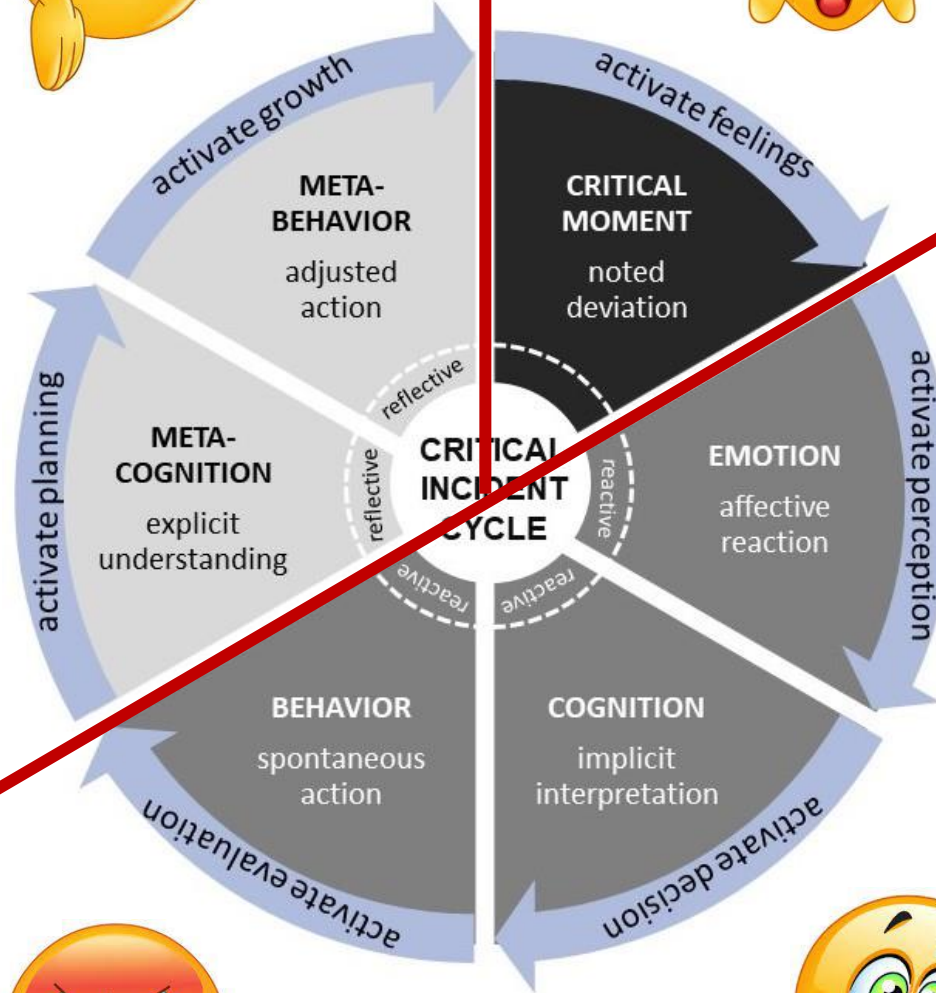 activate growth
activate feelings
META-
BEHAVIOR
adjusted
action
CRITICAL
MOMENT
noted
deviation
reflective
activate planning
META-
COGNITION
explicit
understanding
reflective
CRITICAL
INCIDENT
CYCLE
reactive
EMOTION
affective
reaction
activate perception
reactive
reactive
BEHAVIOR
spontaneous
action
COGNITION
implicit
interpretation
activate evaluation
activate decision